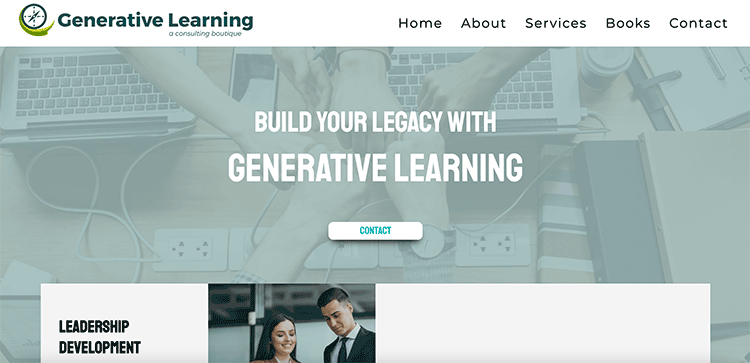 Generative Learning
a consulting boutique
Home About Services Books Contact
BUILD YOUR LEGACY WITH
GENERATIVE LEARNING
CONTACT
LEADERSHIP
DEVELOPMENT